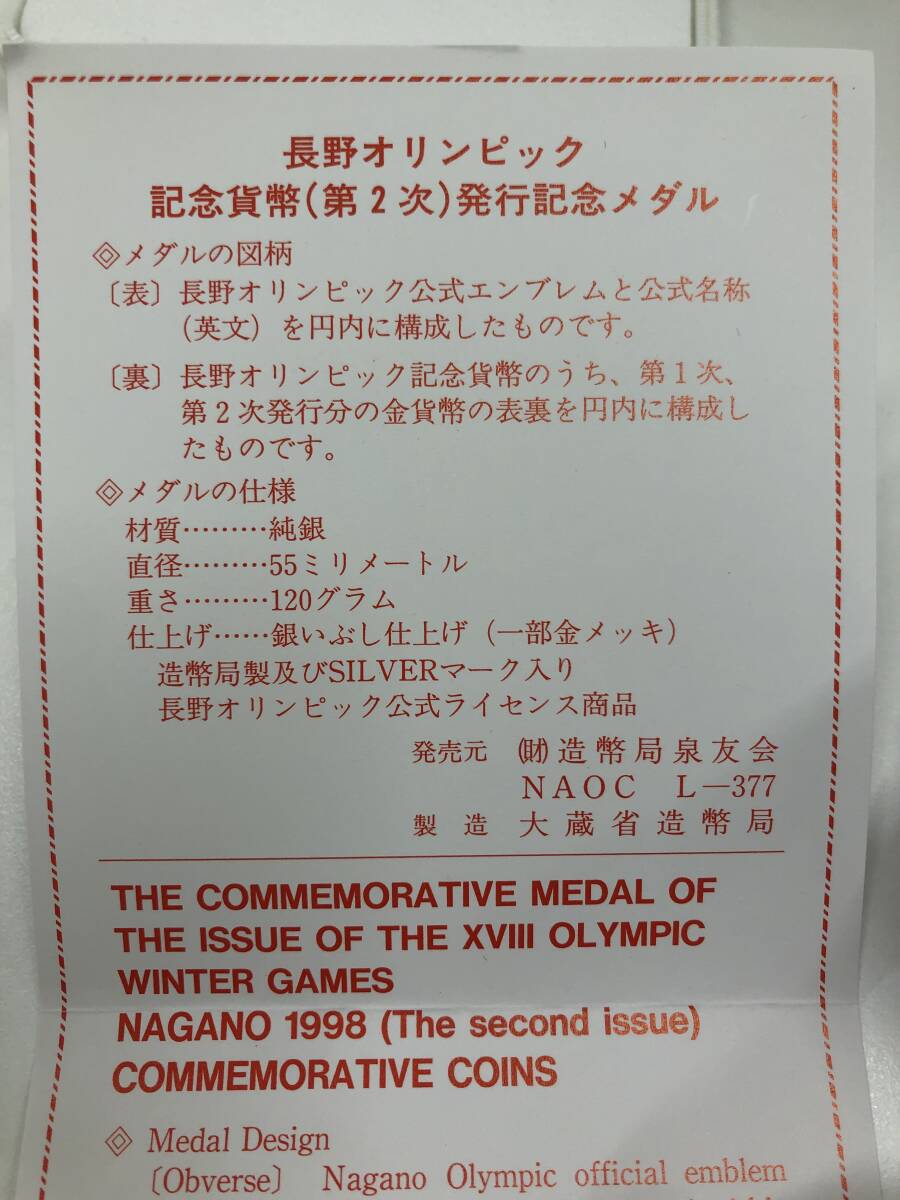 長野オリンピック
記念貨幣(第2次)発行記念メダル
◇メダルの図柄
〔表〕長野オリンピック公式エンブレムと公式名称
(英文)を円内に構成したものです。
〔裏〕長野オリンピック記念貨幣のうち、第1次、
第2次発行分の金貨幣の表裏を円内に構成し
たものです。
◇メダルの仕様
材質………純銀
直径………55ミリメートル
重さ………120グラム
仕上げ……銀いぶし仕上げ(一部金メッキ)
造幣局製及びSILVERマーク入り
長野オリンピック公式ライセンス商品
発売元 ㈶造幣局泉友会
NAOC L―377
製造 大蔵省造幣局
THE COMMEMORATIVE MEDAL OF
THE ISSUE OF THE XVIII OLYMPIC
WINTER GAMES
NAGANO 1998 (The second issue)
COMMEMORATIVE COINS
◇ Medal Design
〔Obverse〕 Nagano Olympic official emblem